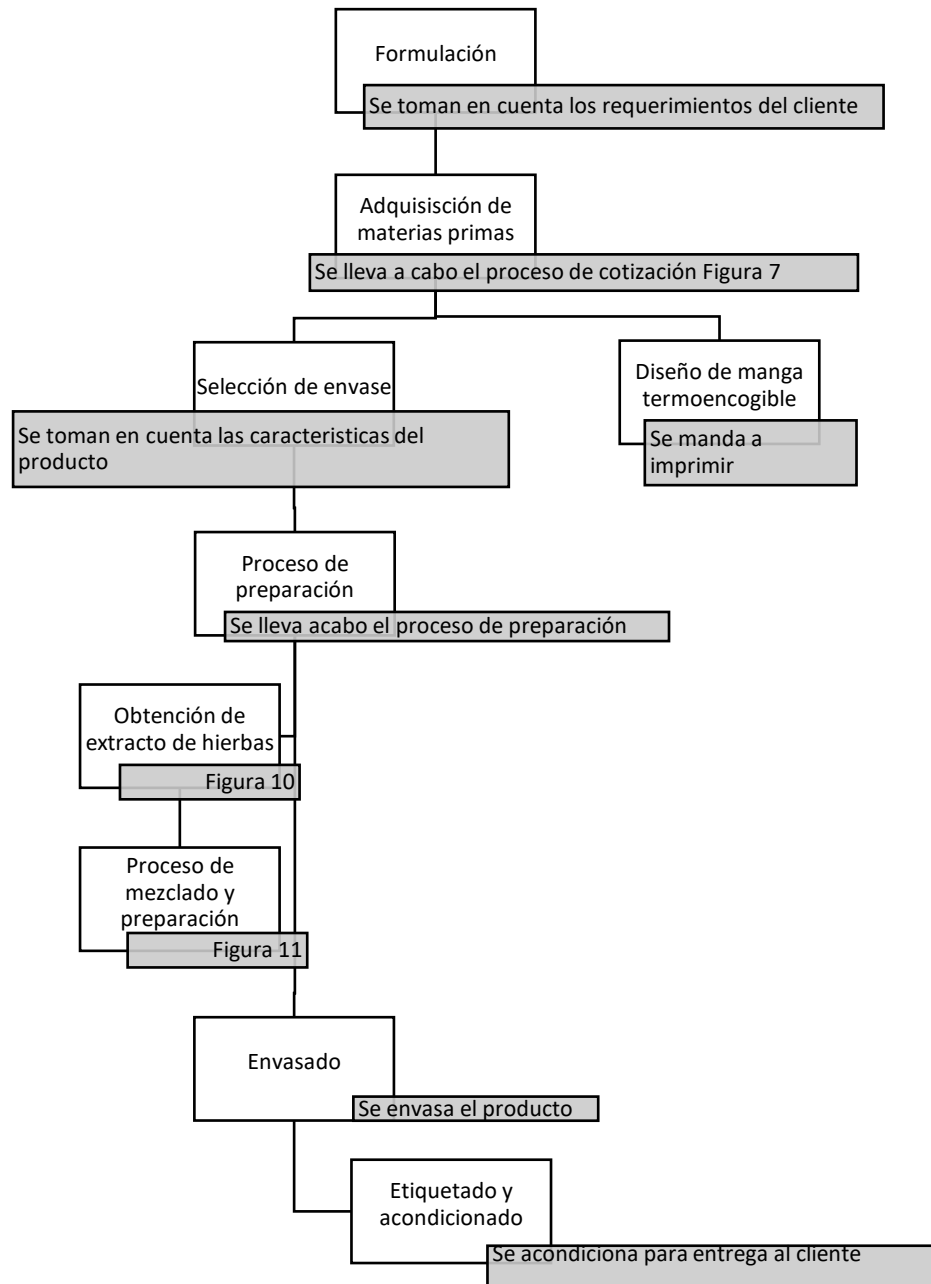 Formulación
Se toman en cuenta los requerimientos del cliente
Adquisisción de
materias primas
Se lleva a cabo el proceso de cotización Figura 7
Selección de envase
Se toman en cuenta las caracteristicas del
producto
Diseño de manga
termoencogible
Se manda a
imprimir
Proceso de
preparación
Se lleva acabo el proceso de preparación
Obtención de
extracto de hierbas
Figura 10
Proceso de
mezclado y
preparación
Figura 11
Envasado
Se envasa el producto
Etiquetado y
acondicionado
Se acondiciona para entrega al cliente